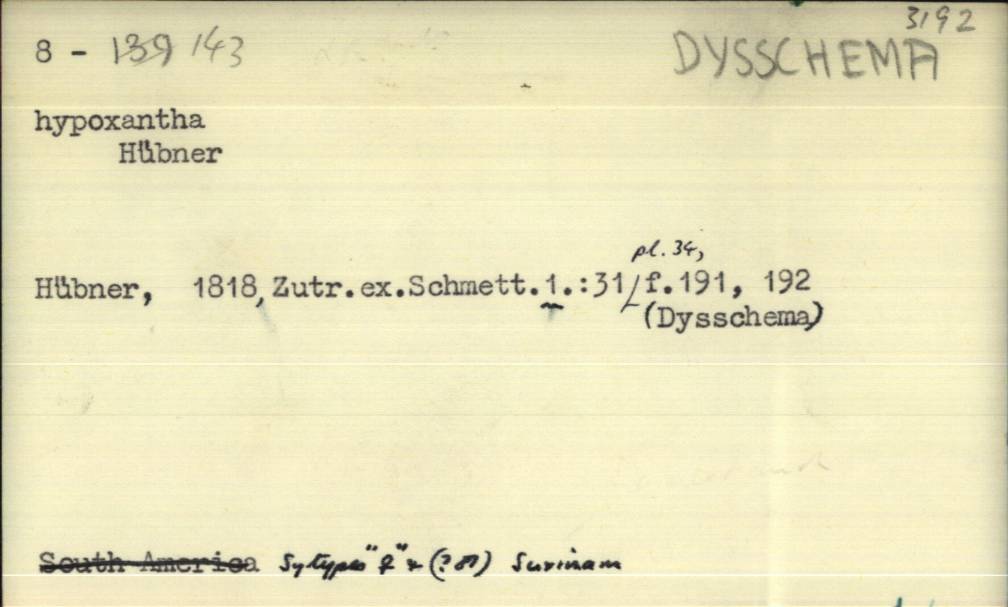 3192
8 - 139 143
DYSSCHEMA
hypoxantha
Hübner
pl. 34,
Hübner, 1818, Zutr.ex.Schmett.1.:31/f.191, 192
(Dysschema)
South America Sytypes "♀" + (? ♂) Surinam